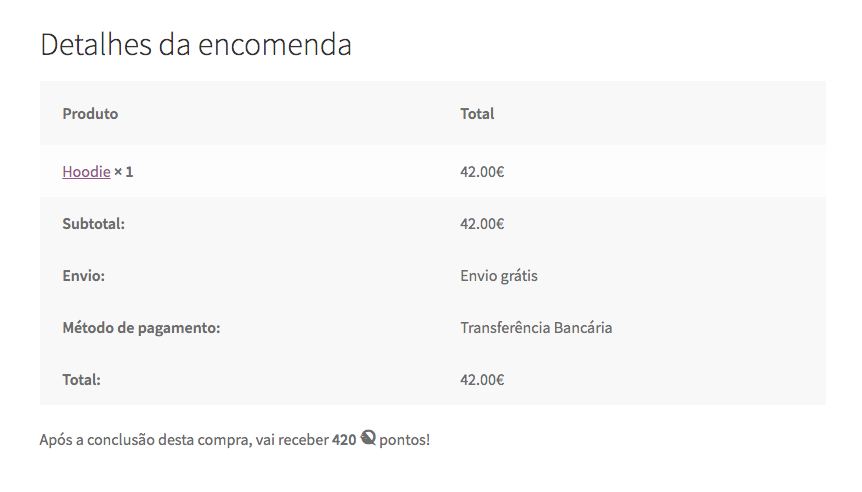 Detalhes da encomenda
Produto Total
Hoodie × 1 42.00€
Subtotal: 42.00€
Envio: Envio grátis
Método de pagamento: Transferência Bancária
Total: 42.00€
Após a conclusão desta compra, vai receber 420 pontos!